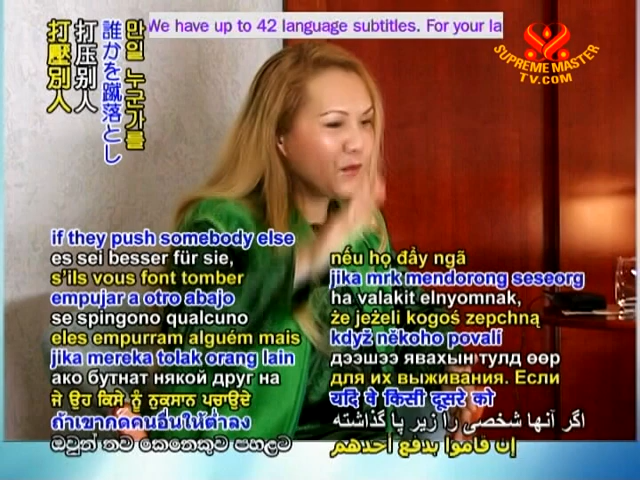 We have up to 42 language subtitles. For your la
SUPREME MASTER
TV.COM
만일 누군가를
誰かを蹴落とし
打压别人
打壓別人
if they push somebody else
es sei besser für sie,
s'ils vous font tomber
empujar a otro abajo
se spingono qualcuno
eles empurram alguém mais
jika mereka tolak orang lain
ако бутнат някой друг на
ਜੇ ਉਹ ਕਿਸੇ ਨੂੰ ਨੁਕਸਾਨ ਪਚਾਉਦੇ
ถ้าเขากดคนอื่นให้ต่ำลง
ඔවුන් තව කෙනෙකුව පහළට
nếu họ đẩy ngã
jika mrk mendorong seseorg
ha valakit elnyomnak,
że jeżeli kogoś zepchną
když někoho povalí
дээшээ явахын тулд өөр
для их выживания. Если
यदि वे किसी दूसरे को
اگر آنها شخصی را زیر پا گذاشته
إن قاموا بدفع أحدهم